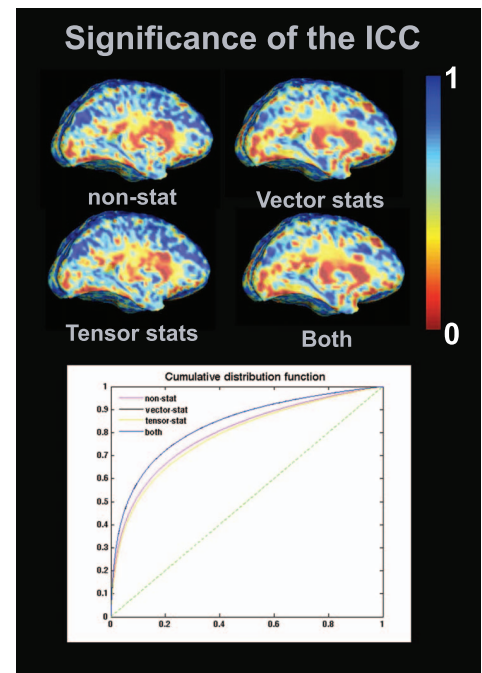 Significance of the ICC
1
non-stat
Vector stats
Tensor stats
Both
0
Cumulative distribution function
1
0.9
0.8
0.7
0.6
0.5
0.4
0.3
0.2
0.1
0
non-stat
vector-stat
tensor-stat
both
0 0.2 0.4 0.6 0.8 1